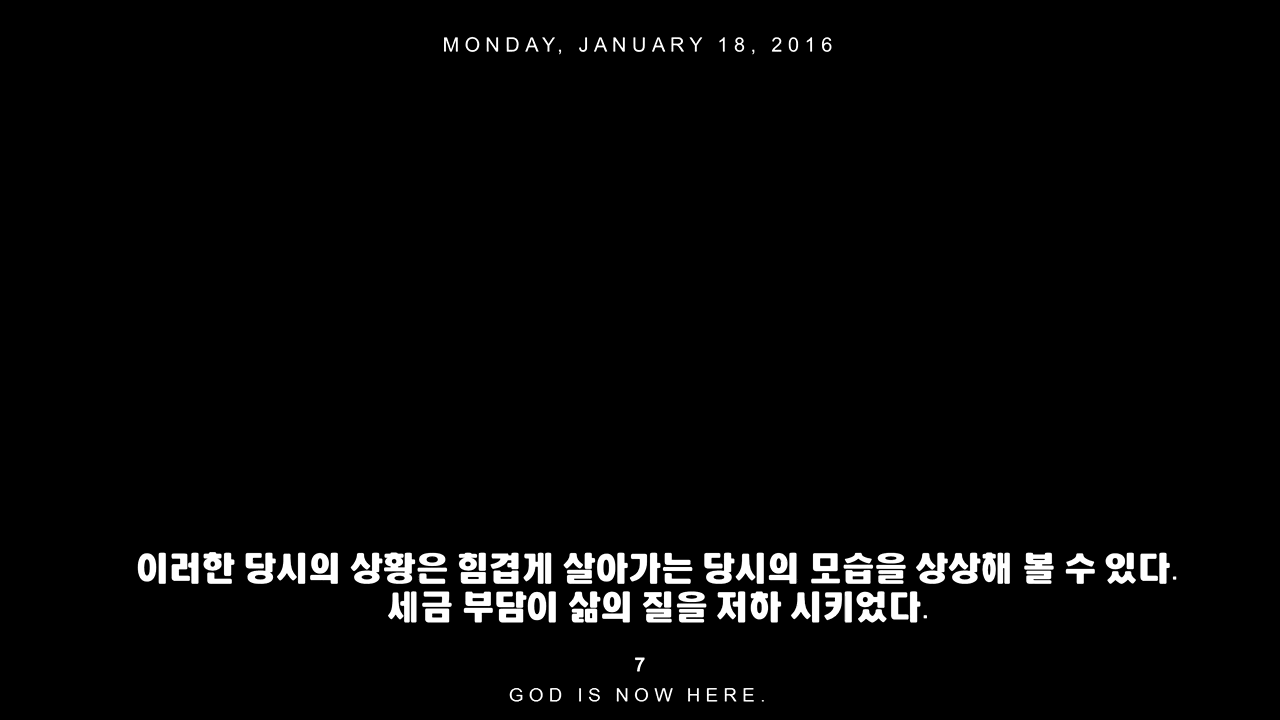 MONDAY, JANUARY 18, 2016
이러한 당시의 상황은 힘겹게 살아가는 당시의 모습을 상상해 볼 수 있다.
세금 부담이 삶의 질을 저하 시키었다.
7
GOD IS NOW HERE.